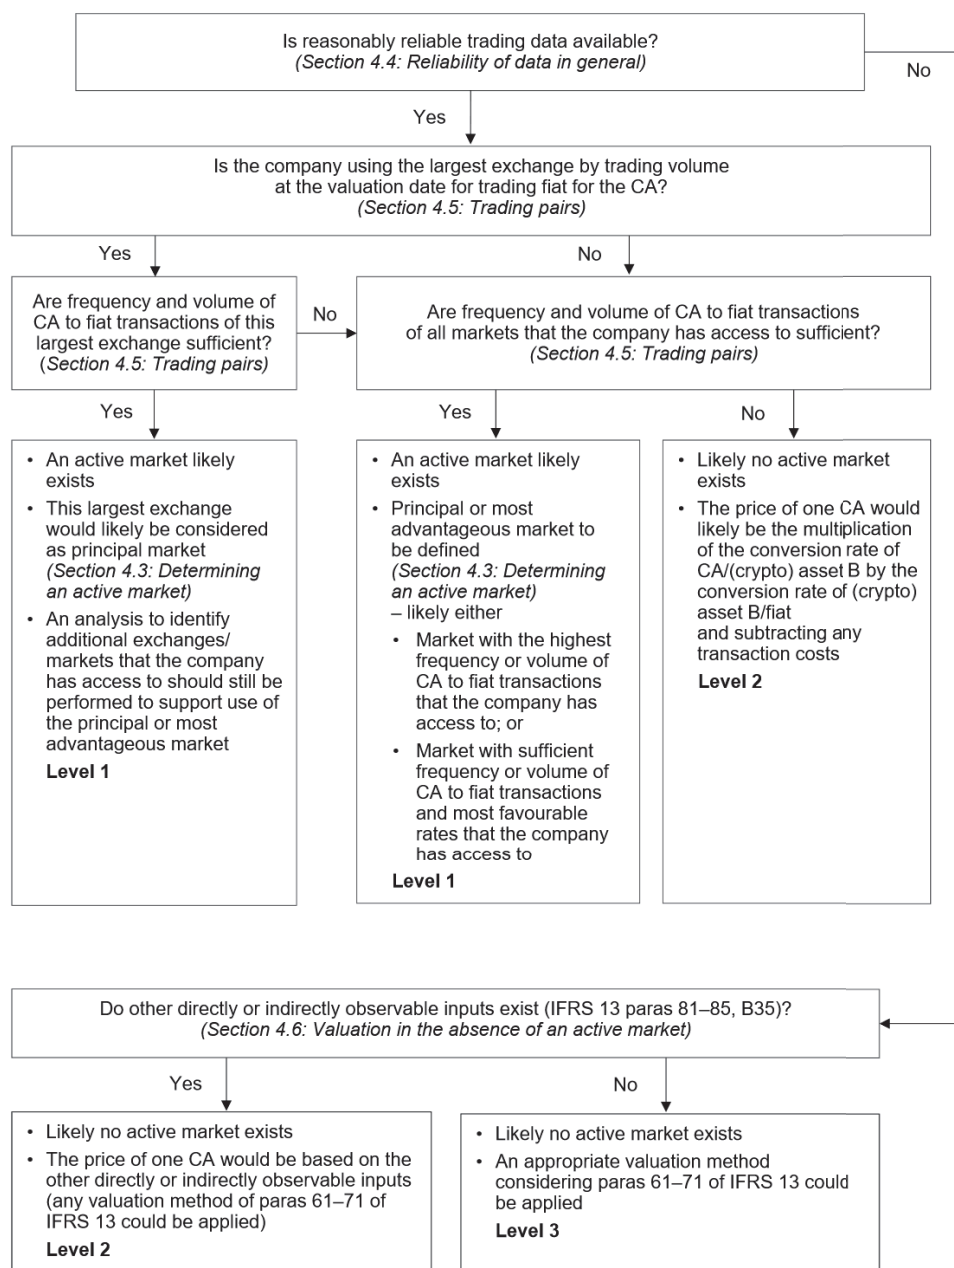 Is reasonably reliable trading data available?
(Section 4.4: Reliability of data in general)
No
Yes
Is the company using the largest exchange by trading volume
at the valuation date for trading fiat for the CA?
(Section 4.5: Trading pairs)
Yes
No
Are frequency and volume of
CA to fiat transactions of this
largest exchange sufficient?
(Section 4.5: Trading pairs)
No
Are frequency and volume of CA to fiat transactions
of all markets that the company has access to sufficient?
(Section 4.5: Trading pairs)
Yes
Yes
No
• An active market likely
exists
• This largest exchange
would likely be considered
as principal market
(Section 4.3: Determining
an active market)
• An analysis to identify
additional exchanges/
markets that the company
has access to should still be
performed to support use of
the principal or most
advantageous market
Level 1
• An active market likely
exists
• Principal or most
advantageous market to
be defined
(Section 4.3: Determining
an active market)
– likely either
• Market with the highest
frequency or volume of
CA to fiat transactions
that the company has
access to; or
• Market with sufficient
frequency or volume of
CA to fiat transactions
and most favourable
rates that the company
has access to
Level 1
• Likely no active market
exists
• The price of one CA would
likely be the multiplication
of the conversion rate of
CA/(crypto) asset B by the
conversion rate of (crypto)
asset B/fiat
and subtracting any
transaction costs
Level 2
Do other directly or indirectly observable inputs exist (IFRS 13 paras 81–85, B35)?
(Section 4.6: Valuation in the absence of an active market)
Yes
No
• Likely no active market exists
• The price of one CA would be based on the
other directly or indirectly observable inputs
(any valuation method of paras 61–71 of
IFRS 13 could be applied)
Level 2
• Likely no active market exists
• An appropriate valuation method
considering paras 61–71 of IFRS 13 could
be applied
Level 3